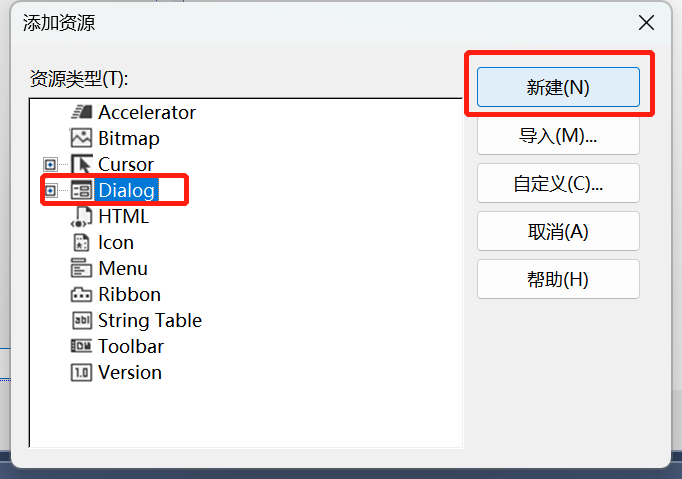 添加资源
资源类型(T):
Accelerator
Bitmap
Cursor
Dialog
HTML
Icon
Menu
Ribbon
String Table
Toolbar
Version
新建(N)
导入(M)...
自定义(C)...
取消(A)
帮助(H)